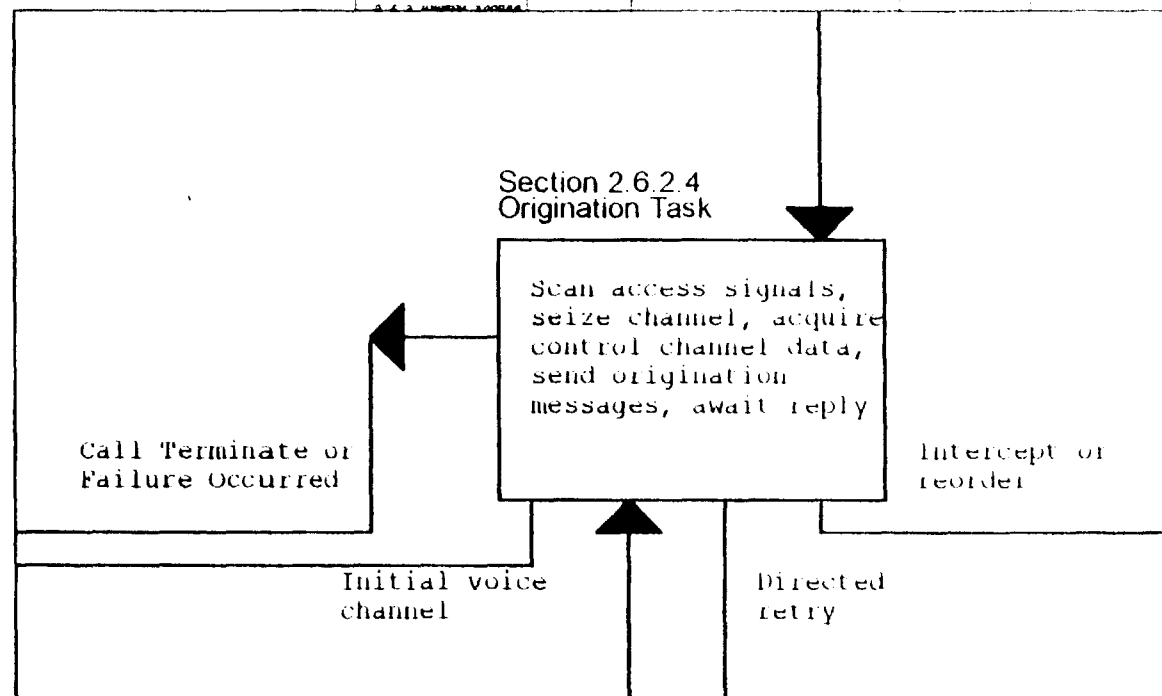 Section 2.6.2.4
Origination Task
Scan access signals,
seize channel, acquire
control channel data,
send origination
messages, await reply
Call Terminate or
Failure Occurred
Intercept or
reorder
Initial voice
channel
Directed
retry